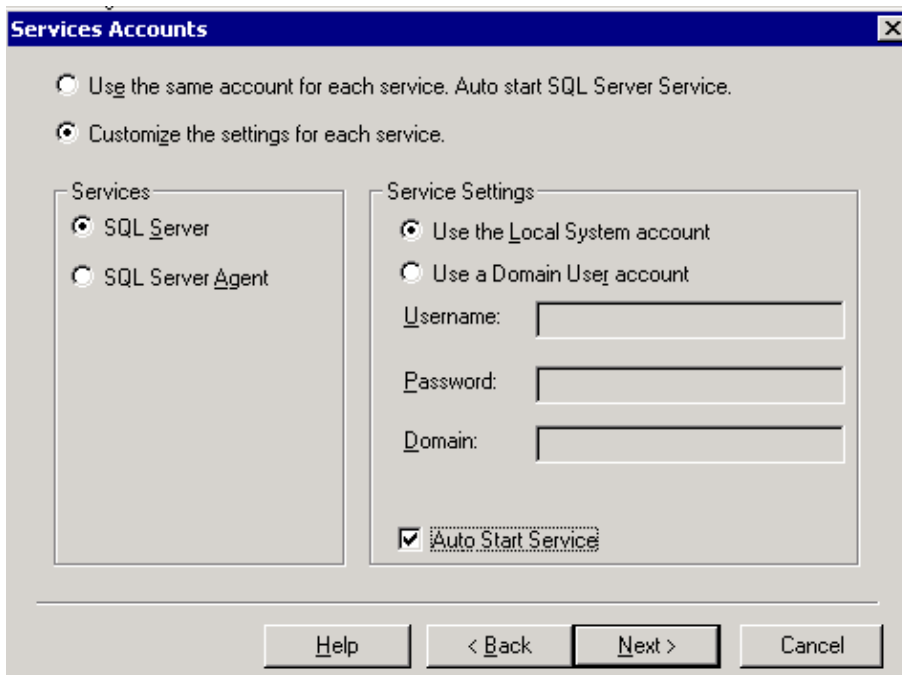 Services Accounts
Use the same account for each service. Auto start SQL Server Service.
Customize the settings for each service.
Services
SQL Server
SQL Server Agent
Service Settings
Use the Local System account
Use a Domain User account
Username:
Password:
Domain:
Auto Start Service
Help
< Back
Next >
Cancel